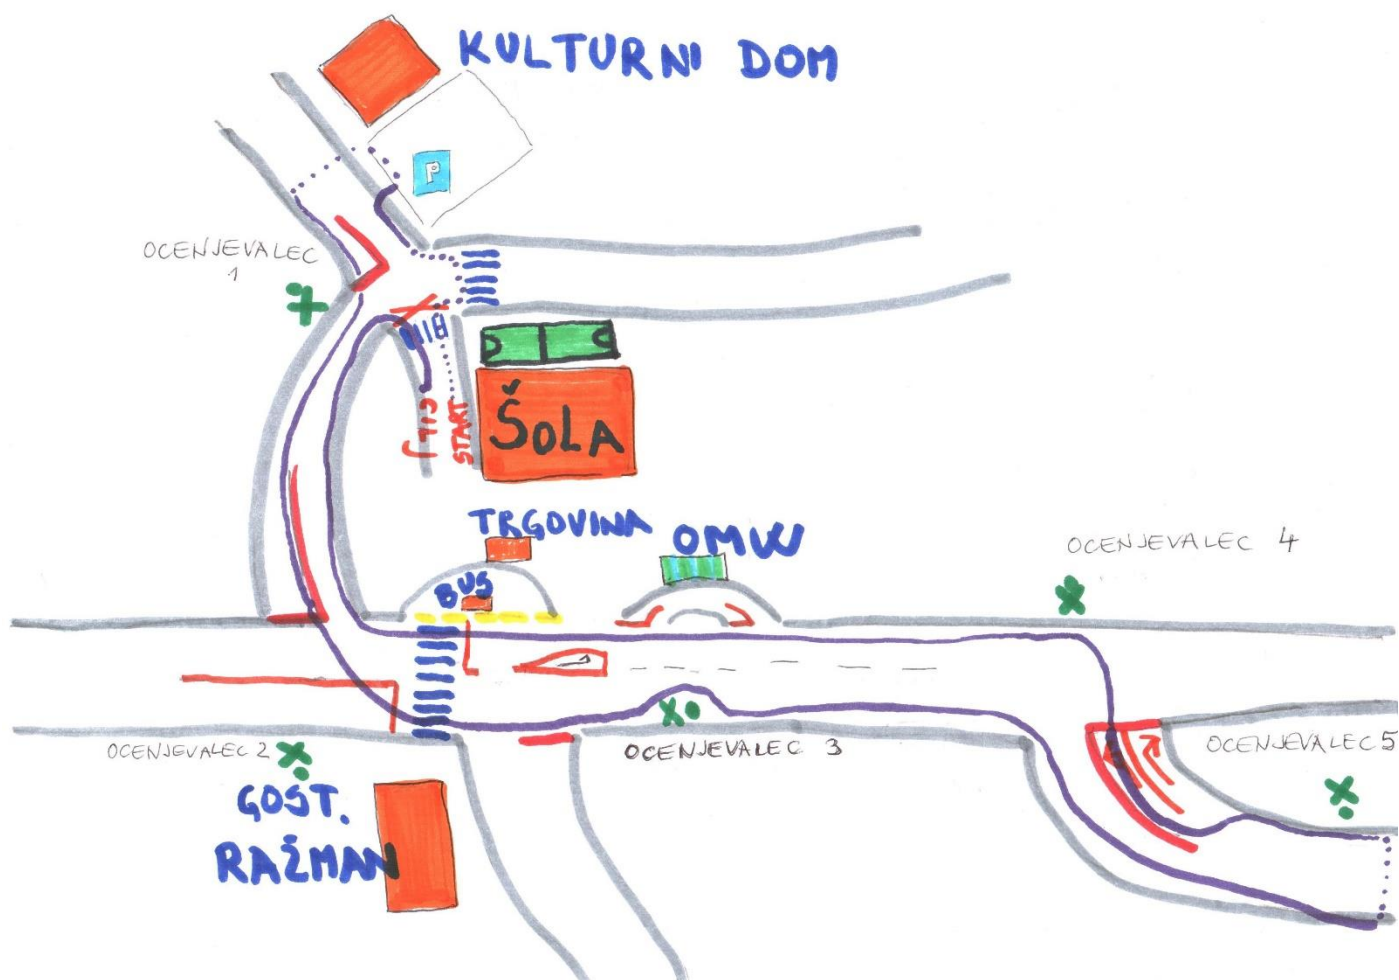 KULTURNI DOM
P
OCENJEVALEC
1
CILJ
START
ŠOLA
TRGOVINA
OMW
BUS
OCENJEVALEC 4
OCENJEVALEC 2
OCENJEVALEC 3
OCENJEVALEC 5
GOST.
RAŽMAN